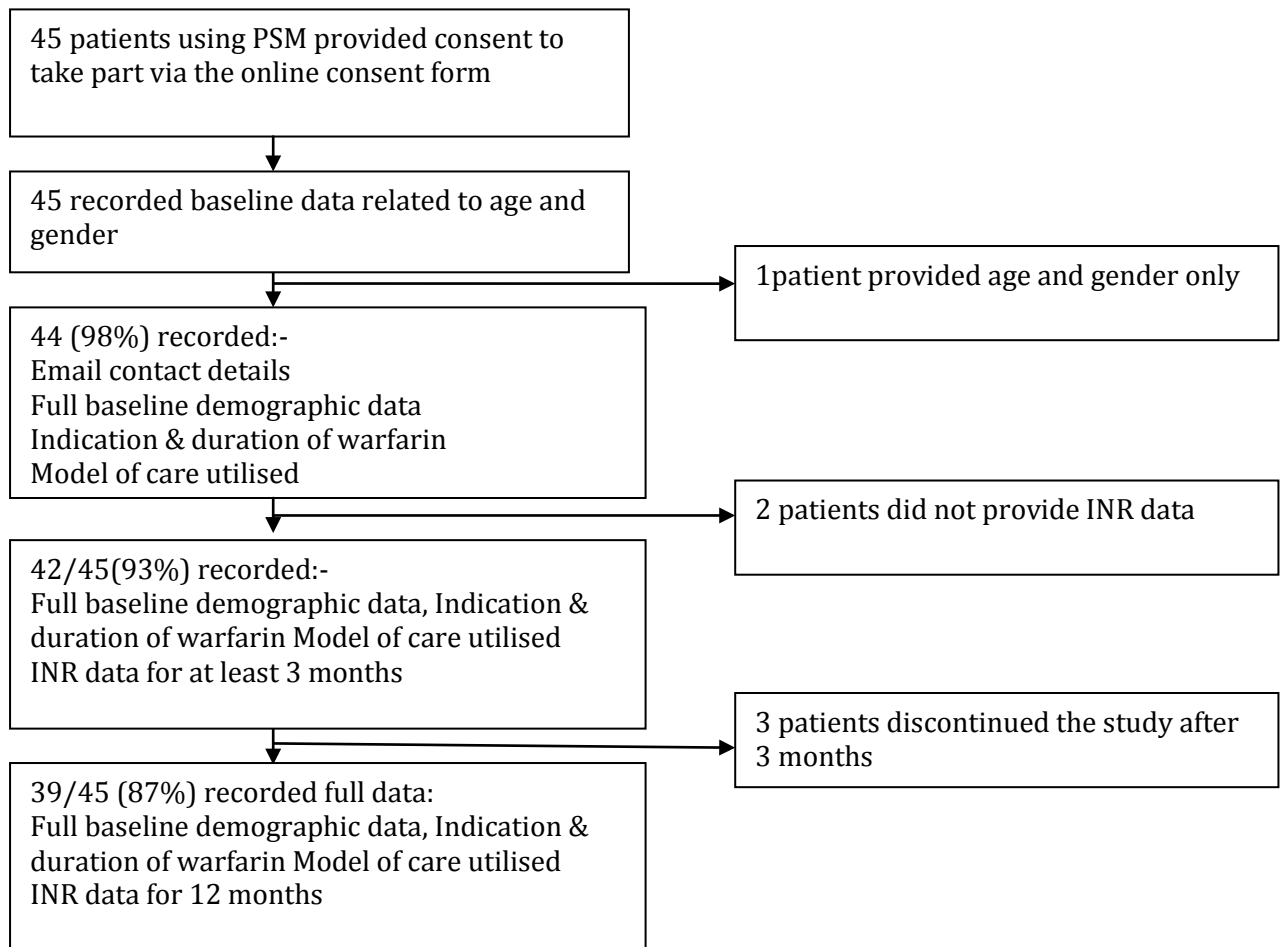 45 patients using PSM provided consent to
take part via the online consent form
45 recorded baseline data related to age and
gender
1patient provided age and gender only
44 (98%) recorded:-
Email contact details
Full baseline demographic data
Indication & duration of warfarin
Model of care utilised
2 patients did not provide INR data
42/45(93%) recorded:-
Full baseline demographic data, Indication &
duration of warfarin Model of care utilised
INR data for at least 3 months
3 patients discontinued the study after
3 months
39/45 (87%) recorded full data:
Full baseline demographic data, Indication &
duration of warfarin Model of care utilised
INR data for 12 months